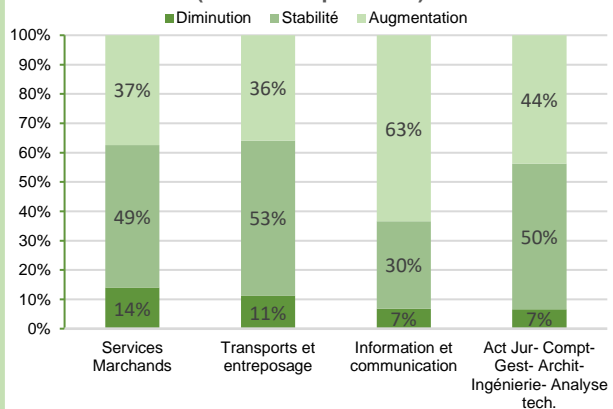 Diminution Stabilité Augmentation
100%
90%
80%
70%
60%
50%
40%
30%
20%
10%
0%
37%
36%
63%
44%
49%
53%
30%
50%
14%
11%
7%
7%
Services
Marchands
Transports et
entreposage
Information et
communication
Act Jur- Compt-
Gest- Archit-
Ingénierie- Analyse
tech.